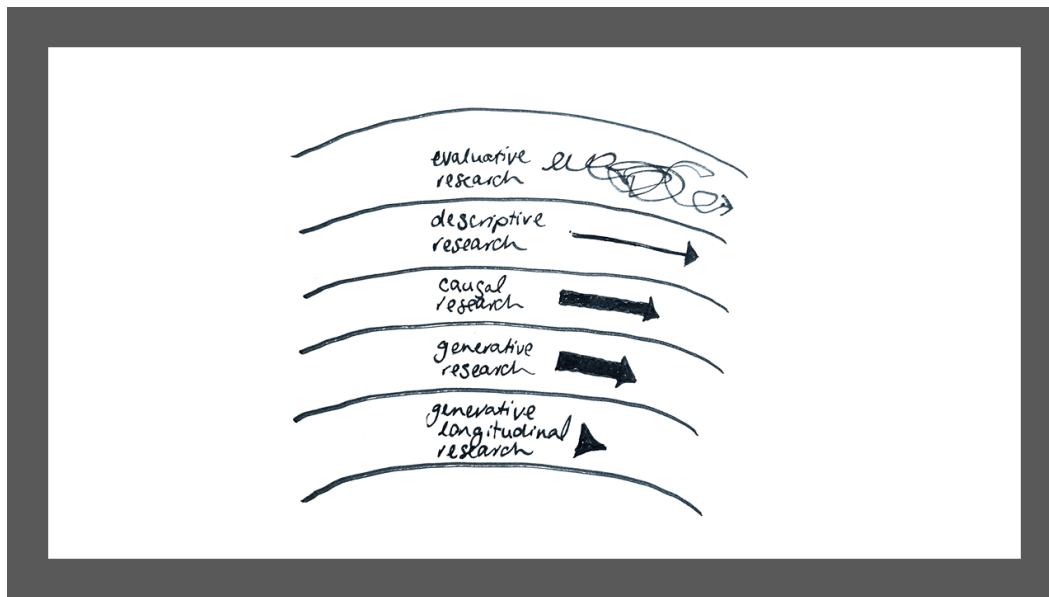 evaluative
research
descriptive
research
causal
research
generative
research
generative
longitudinal
research